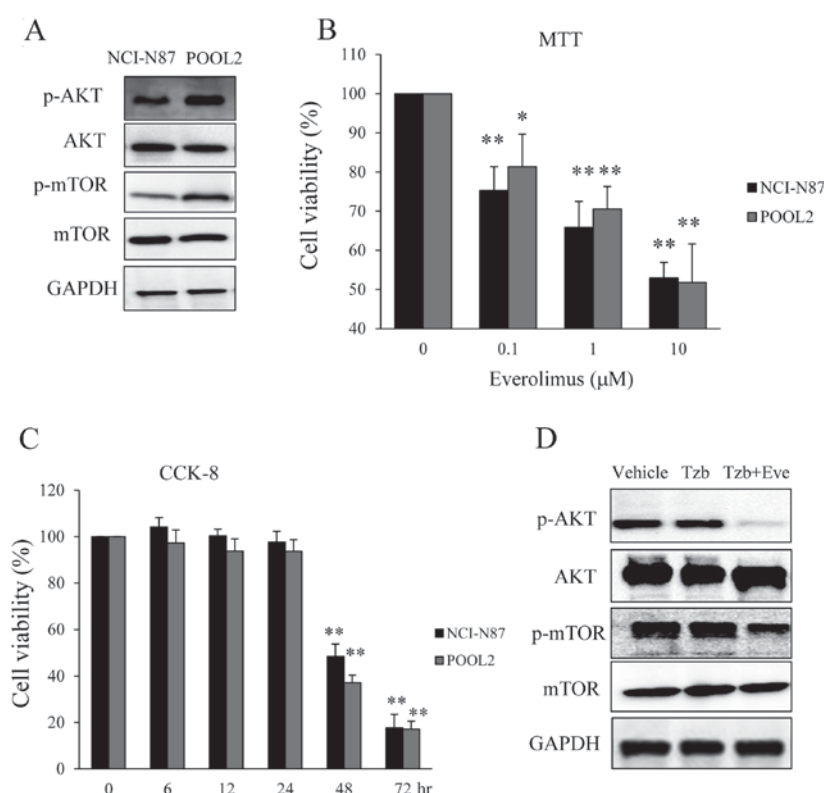 A
NCI-N87 POOL2
p-AKT
AKT
p-mTOR
mTOR
GAPDH
B
MTT
Cell viability (%)
110
100
90
80
70
60
50
40
** * ** ** ** **
0 0.1 1 10
Everolimus (μM)
NCI-N87
POOL2
C
CCK-8
Cell viability (%)
120
100
80
60
40
20
0
** ** ** **
0 6 12 24 48 72 hr
NCI-N87
POOL2
D
Vehicle Tzb Tzb+Eve
p-AKT
AKT
p-mTOR
mTOR
GAPDH